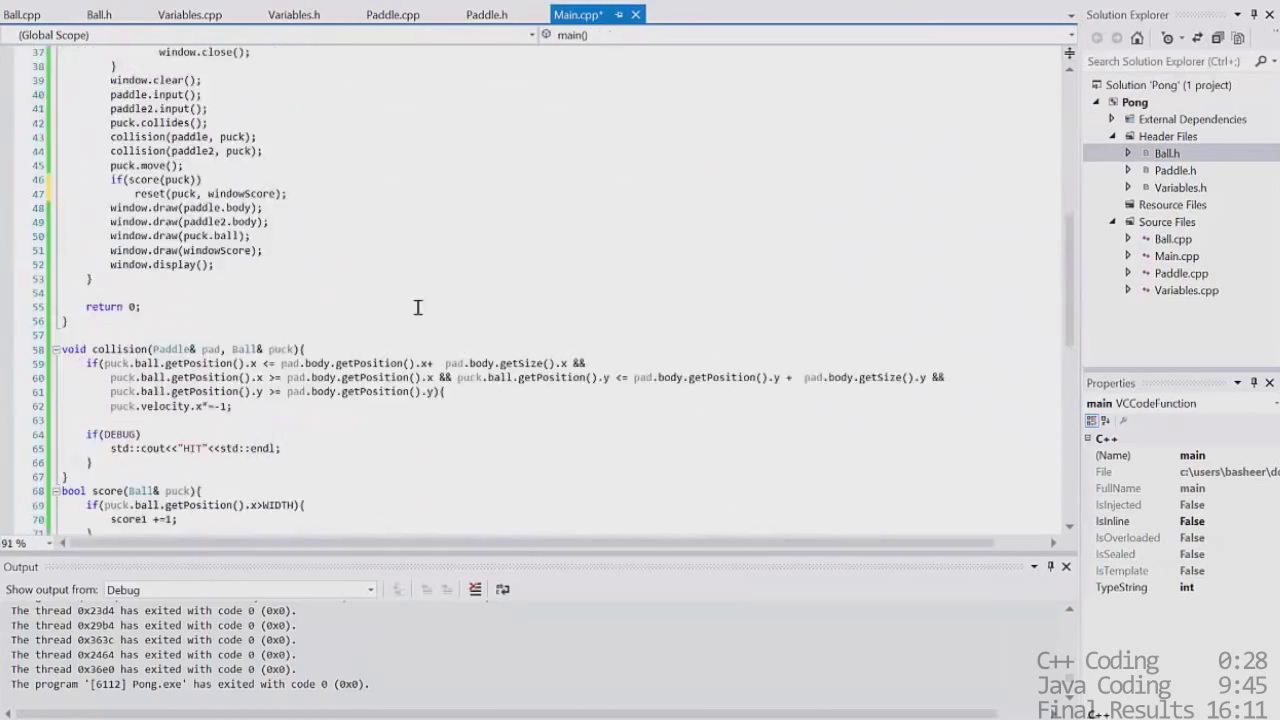 Ball.cpp Ball.h Variables.cpp Variables.h Paddle.cpp Paddle.h Main.cpp*
(Global Scope) main()
37 window.close();
38 }
39 window.clear();
40 paddle.input();
41 paddle2.input();
42 puck.collides();
43 collision(paddle, puck);
44 collision(paddle2, puck);
45 puck.move();
46 if(score(puck))
47 reset(puck, windowScore);
48 window.draw(paddle.body);
49 window.draw(paddle2.body);
50 window.draw(puck.ball);
51 window.draw(windowScore);
52 window.display();
53 }
54
55 return 0;
56 }
57
58 void collision(Paddle& pad, Ball& puck){
59 if(puck.ball.getPosition().x <= pad.body.getPosition().x+ pad.body.getSize().x &&
60 puck.ball.getPosition().x >= pad.body.getPosition().x && puck.ball.getPosition().y <= pad.body.getPosition().y + pad.body.getSize().y &&
61 puck.ball.getPosition().y >= pad.body.getPosition().y){
62 puck.velocity.x*=-1;
63
64 if(DEBUG)
65 std::cout<<"HIT"<<std::endl;
66 }
67 }
68 bool score(Ball& puck){
69 if(puck.ball.getPosition().x>WIDTH){
70 score1 +=1;
71 }
91 %
Output
Show output from: Debug
The thread 0x23d4 has exited with code 0 (0x0).
The thread 0x29b4 has exited with code 0 (0x0).
The thread 0x363c has exited with code 0 (0x0).
The thread 0x2464 has exited with code 0 (0x0).
The thread 0x36e0 has exited with code 0 (0x0).
The program '[6112] Pong.exe' has exited with code 0 (0x0).
Solution Explorer
Search Solution Explorer (Ctrl+;)
Solution 'Pong' (1 project)
Pong
External Dependencies
Header Files
Ball.h
Paddle.h
Variables.h
Resource Files
Source Files
Ball.cpp
Main.cpp
Paddle.cpp
Variables.cpp
Properties
main VCCodeFunction
C++
(Name) main
File c:\users\basheer\do
FullName main
IsInjected False
IsInline False
IsOverloaded False
IsSealed False
IsTemplate False
TypeString int
C++ Coding 0:28
Java Coding 9:45
Final Results 16:11
C++